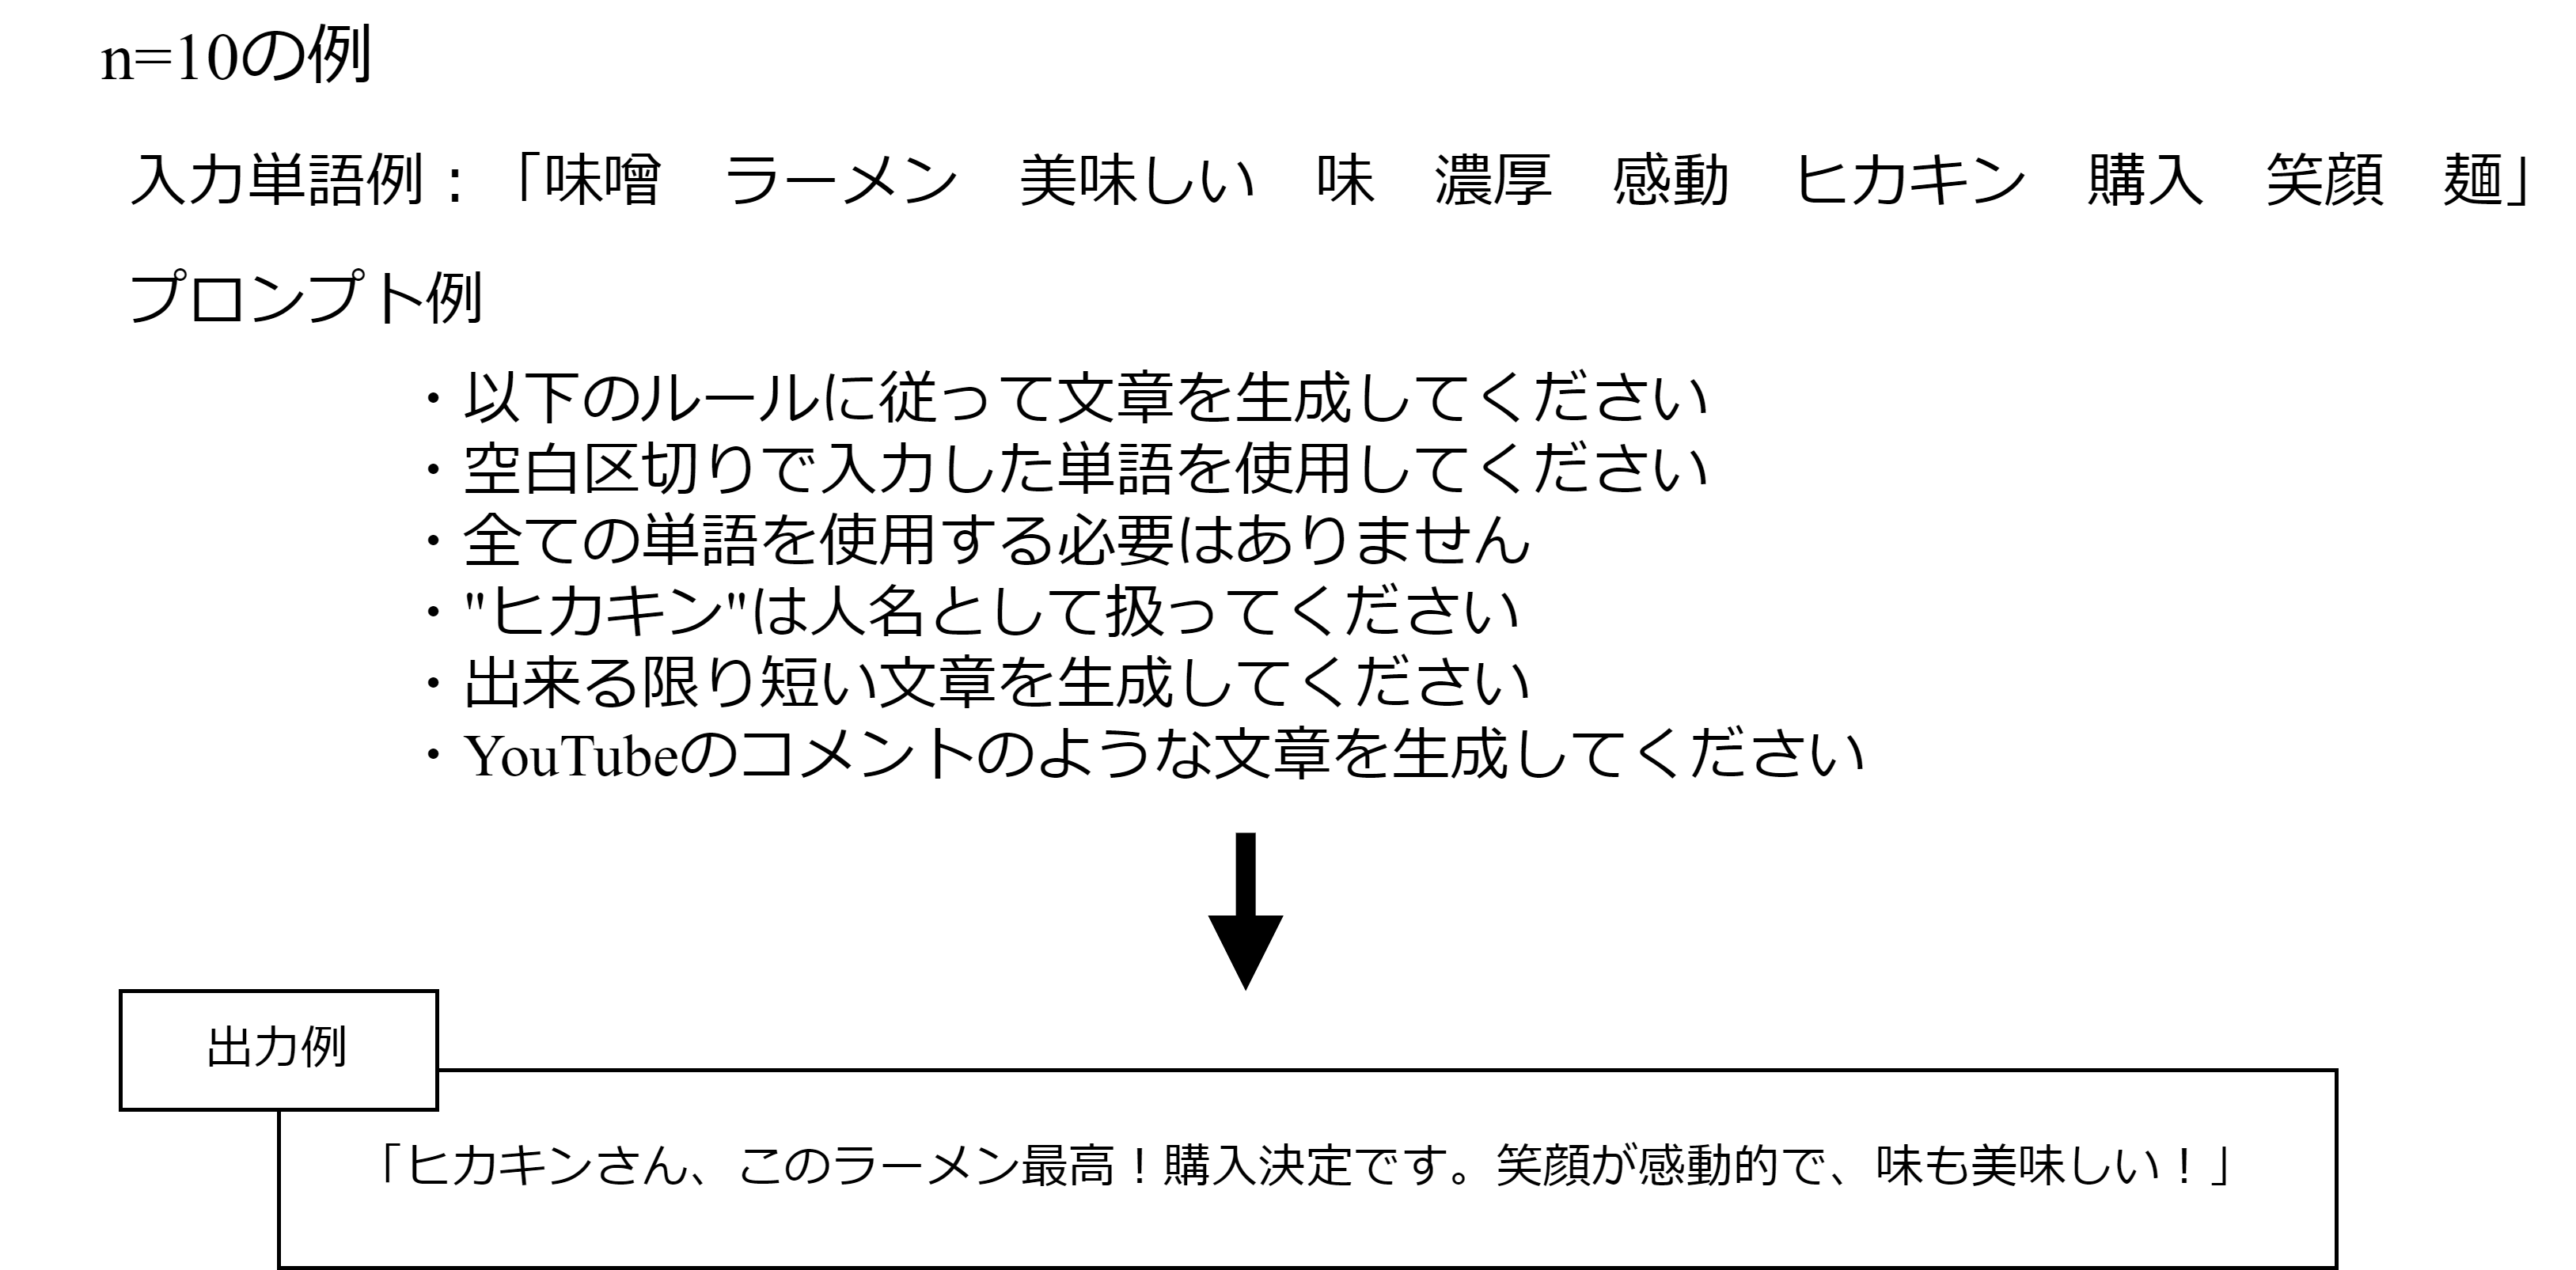 n=10の例
入力単語例：「味噌　ラーメン　美味しい　味　濃厚　感動　ヒカキン　購入　笑顔　麺」
プロンプト例
・以下のルールに従って文章を生成してください
・空白区切りで入力した単語を使用してください
・全ての単語を使用する必要はありません
・"ヒカキン"は人名として扱ってください
・出来る限り短い文章を生成してください
・YouTubeのコメントのような文章を生成してください
出力例
「ヒカキンさん、このラーメン最高！購入決定です。笑顔が感動的で、味も美味しい！」